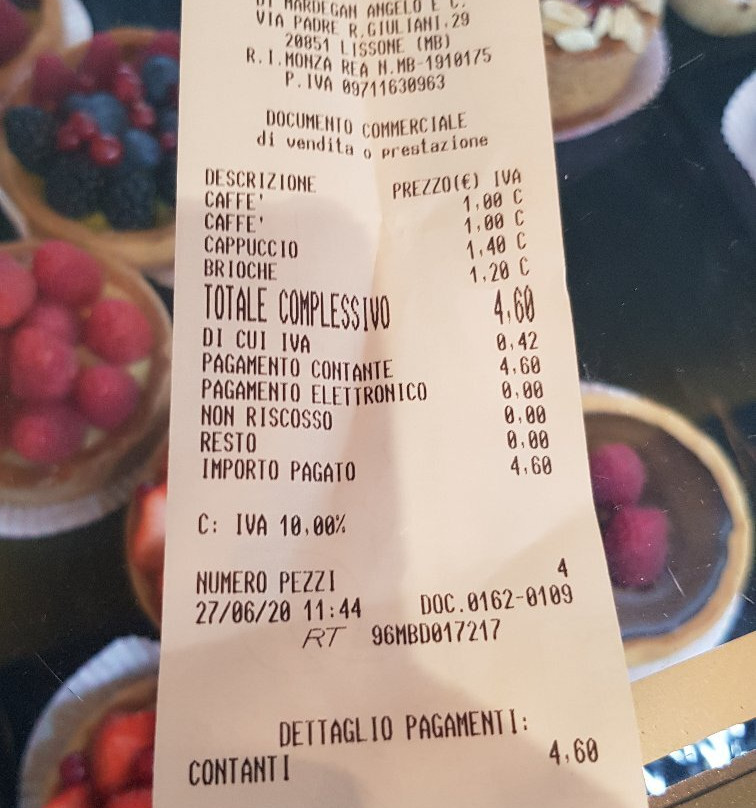 DI MARDEGAN ANGELO E C.
VIA PADRE R.GIULIANI,29
20851 LISSONE (MB)
R.I.MONZA REA N.MB-1910175
P.IVA 09711630963
DOCUMENTO COMMERCIALE
di vendita o prestazione
DESCRIZIONE PREZZO(€) IVA
CAFFE' 1,00 C
CAFFE' 1,00 C
CAPPUCCIO 1,40 C
BRIOCHE 1,20 C
TOTALE COMPLESSIVO 4,60
DI CUI IVA 0,42
PAGAMENTO CONTANTE 4,60
PAGAMENTO ELETTRONICO 0,00
NON RISCOSSO 0,00
RESTO 0,00
IMPORTO PAGATO 4,60
C: IVA 10,00%
NUMERO PEZZI 4
27/06/20 11:44 DOC.0162-0109
RT 96MBD017217
DETTAGLIO PAGAMENTI:
CONTANTI 4,60